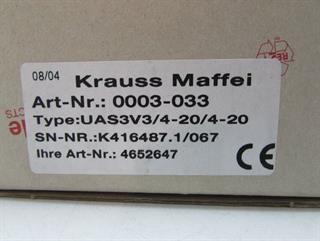 08/04 Krauss Maffei
Art-Nr.: 0003-033
Type:UAS3V3/4-20/4-20
SN-NR.:K416487.1/067
Ihre Art-Nr.: 4652647
CE